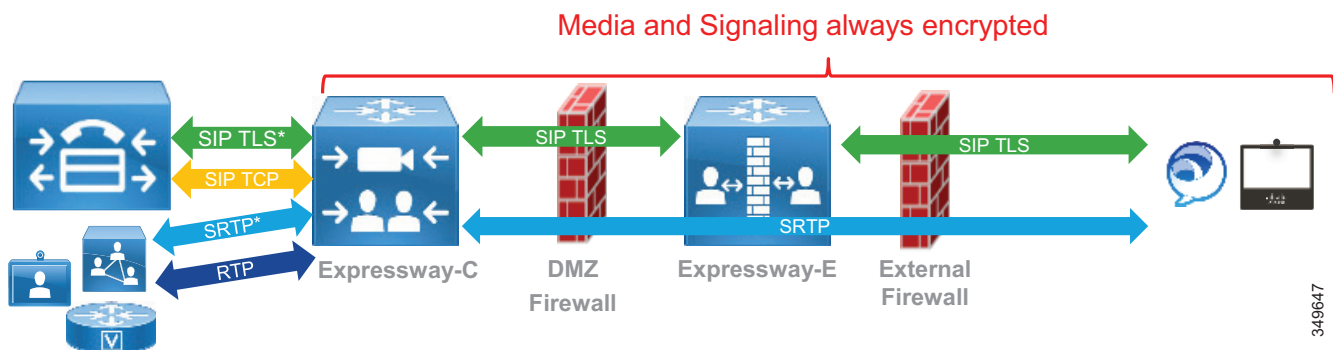 Media and Signaling always encrypted
SIP TLS*
SIP TLS
SIP TLS
SIP TCP
SRTP*
SRTP
RTP
Expressway-C
DMZ
Firewall
Expressway-E
External
Firewall
V
349647